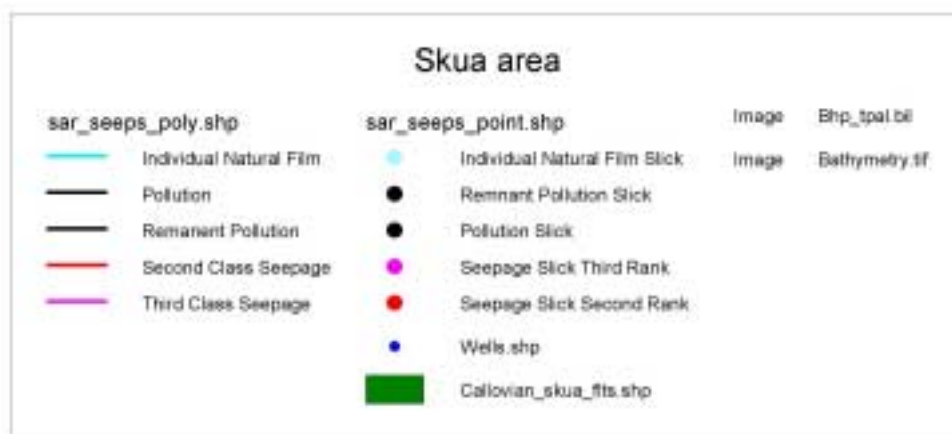 Skua area
sar_seeps_poly.shp
Individual Natural Film
Pollution
Remanent Pollution
Second Class Seepage
Third Class Seepage
sar_seeps_point.shp
Individual Natural Film Slick
Remnant Pollution Slick
Pollution Slick
Seepage Slick Third Rank
Seepage Slick Second Rank
Wells.shp
Callovian_skua_flts.shp
Image Bhp_tpal.bil
Image Bathymetry.tif